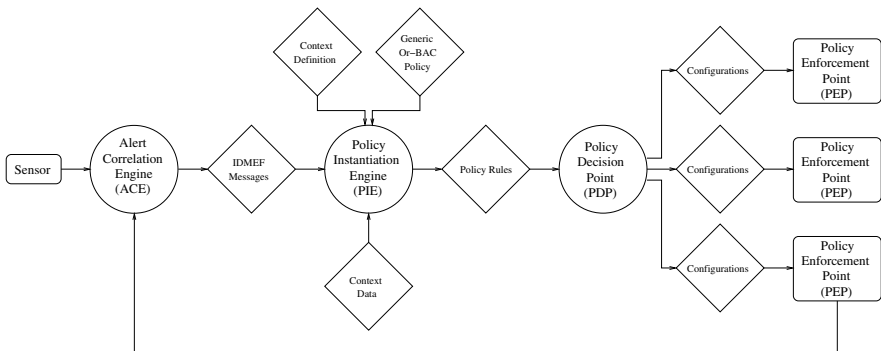 Sensor
Alert
Correlation
Engine
(ACE)
IDMEF
Messages
Context
Definition
Generic
Or−BAC
Policy
Policy
Instantiation
Engine
(PIE)
Context
Data
Policy Rules
Policy
Decision
Point
(PDP)
Configurations
Policy
Enforcement
Point
(PEP)
Configurations
Policy
Enforcement
Point
(PEP)
Configurations
Policy
Enforcement
Point
(PEP)